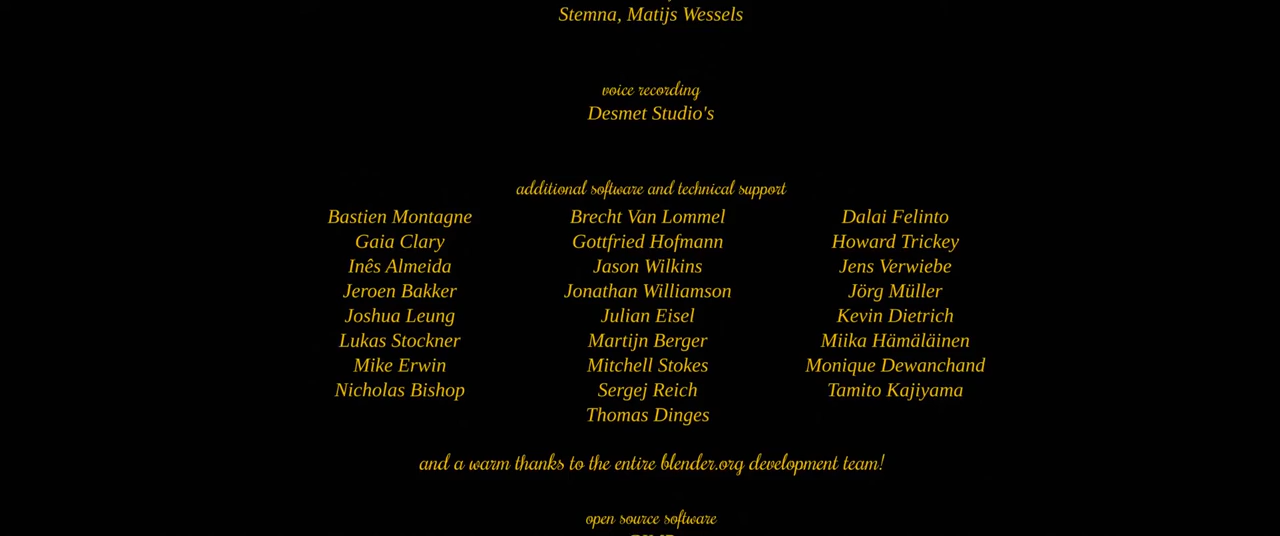 Stemna, Matijs Wessels
voice recording
Desmet Studio's
additional software and technical support
Bastien Montagne Brecht Van Lommel Dalai Felinto
Gaia Clary Gottfried Hofmann Howard Trickey
Inês Almeida Jason Wilkins Jens Verwiebe
Jeroen Bakker Jonathan Williamson Jörg Müller
Joshua Leung Julian Eisel Kevin Dietrich
Lukas Stockner Martijn Berger Miika Hämäläinen
Mike Erwin Mitchell Stokes Monique Dewanchand
Nicholas Bishop Sergej Reich Tamito Kajiyama
Thomas Dinges
and a warm thanks to the entire blender.org development team!
open source software